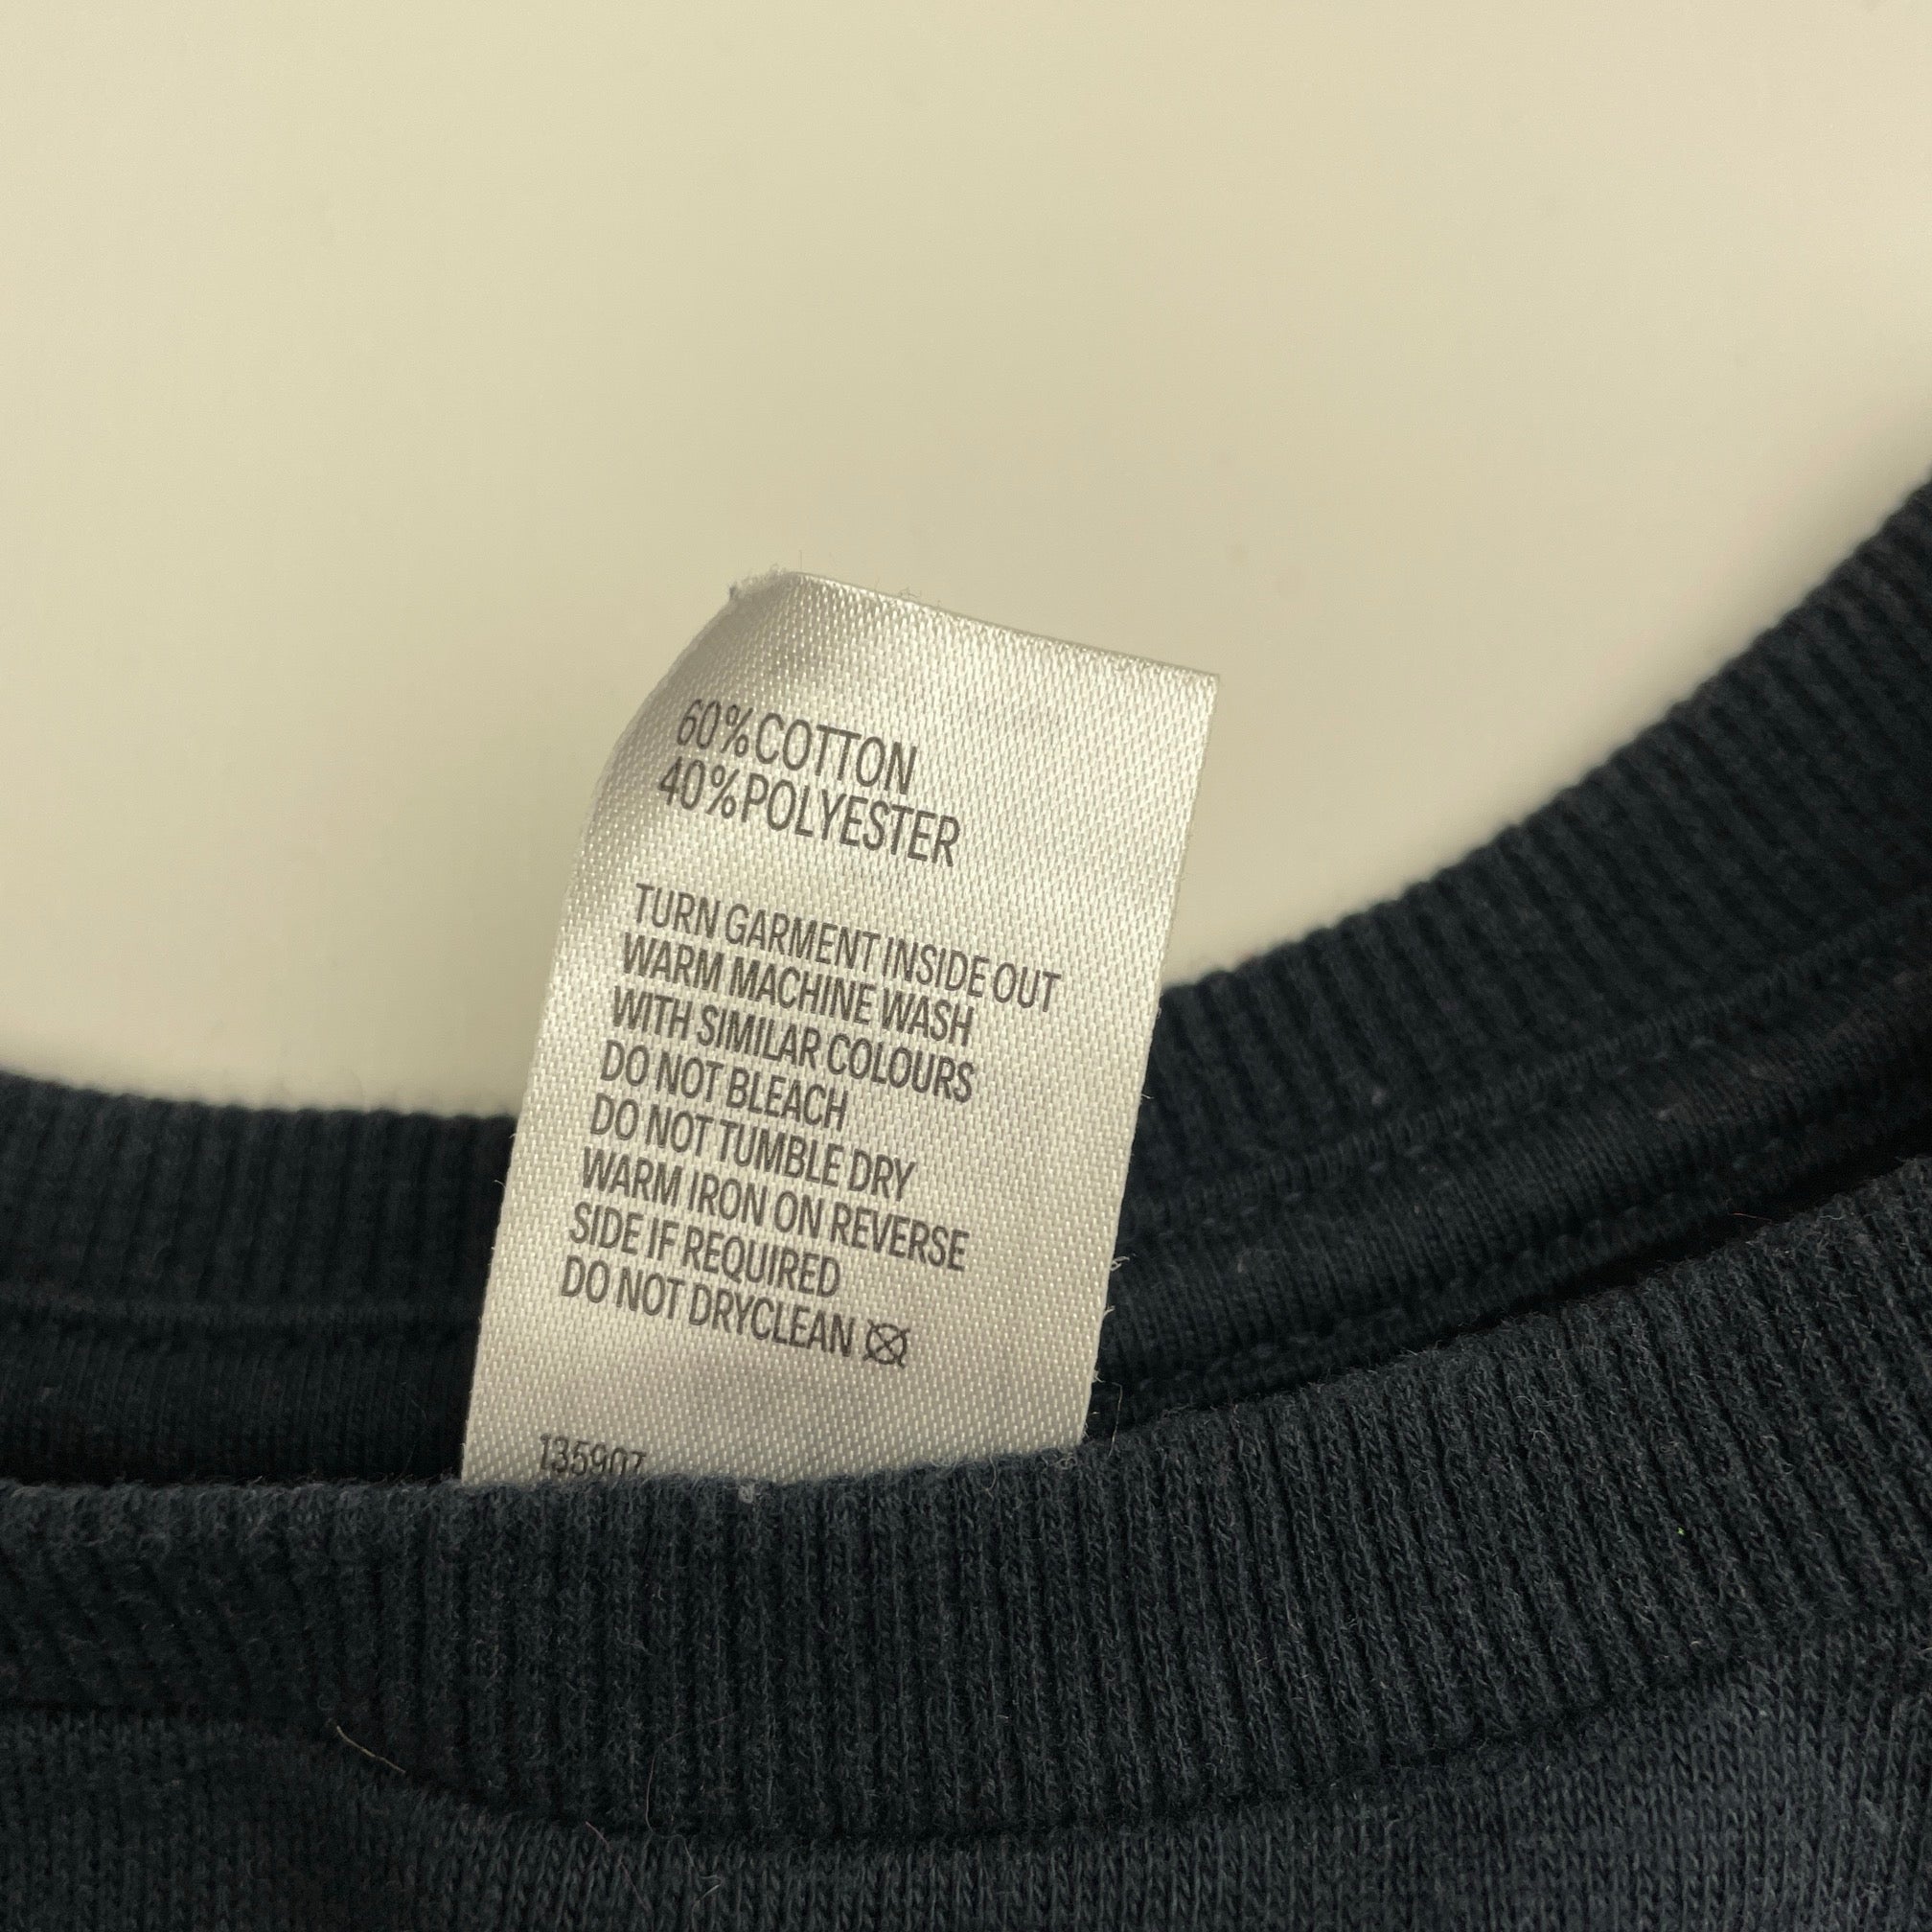 60% COTTON
40% POLYESTER
TURN GARMENT INSIDE OUT
WARM MACHINE WASH
WITH SIMILAR COLOURS
DO NOT BLEACH
DO NOT TUMBLE DRY
WARM IRON ON REVERSE
SIDE IF REQUIRED
DO NOT DRYCLEAN
135907